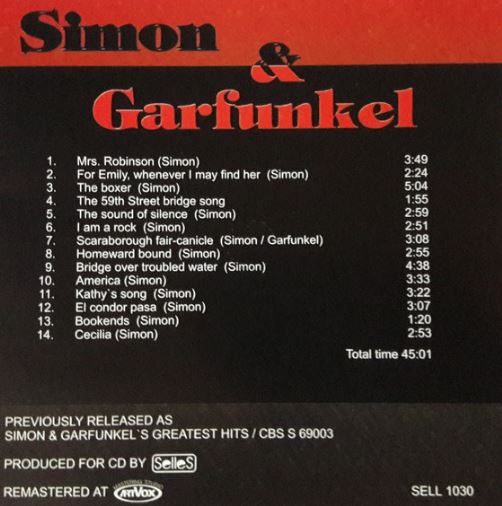 Simon
&
Garfunkel
1. Mrs. Robinson (Simon) 3:49
2. For Emily, whenever I may find her (Simon) 2:24
3. The boxer (Simon) 5:04
4. The 59th Street bridge song 1:55
5. The sound of silence (Simon) 2:59
6. I am a rock (Simon) 2:51
7. Scaraborough fair-canicle (Simon / Garfunkel) 3:08
8. Homeward bound (Simon) 2:55
9. Bridge over troubled water (Simon) 4:38
10. America (Simon) 3:33
11. Kathy`s song (Simon) 3:22
12. El condor pasa (Simon) 3:07
13. Bookends (Simon) 1:20
14. Cecilia (Simon) 2:53
Total time 45:01
PREVIOUSLY RELEASED AS
SIMON & GARFUNKEL`S GREATEST HITS / CBS S 69003
PRODUCED FOR CD BY SelleS
MASTERING STUDIO
REMASTERED AT ARTVOX SELL 1030